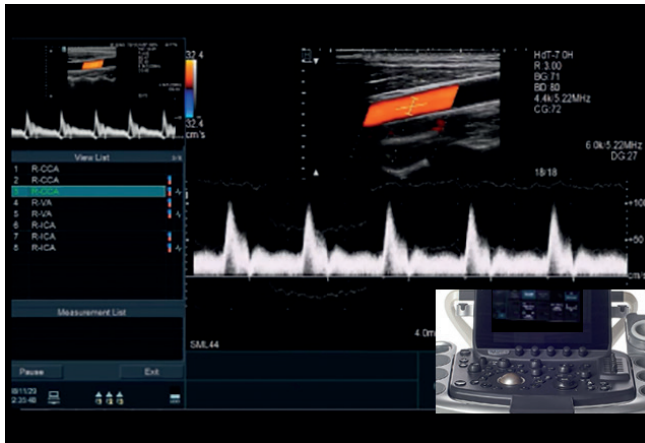 32.4
32.4
cm/s
View List
1 R-CCA
2 R-CCA
3 R-CCA
4 R-VA
5 R-VA
6 R-ICA
7 R-ICA
8 R-ICA
Measurement List
Pause
Exit
HdT-7.0H
R 3.00
BG:71
BD 80
4.4k/5.22MHz
CG:72
6.0k/5.22MHz
DG:27
18/18
+100
+50
cm/s
SML44
4.0m